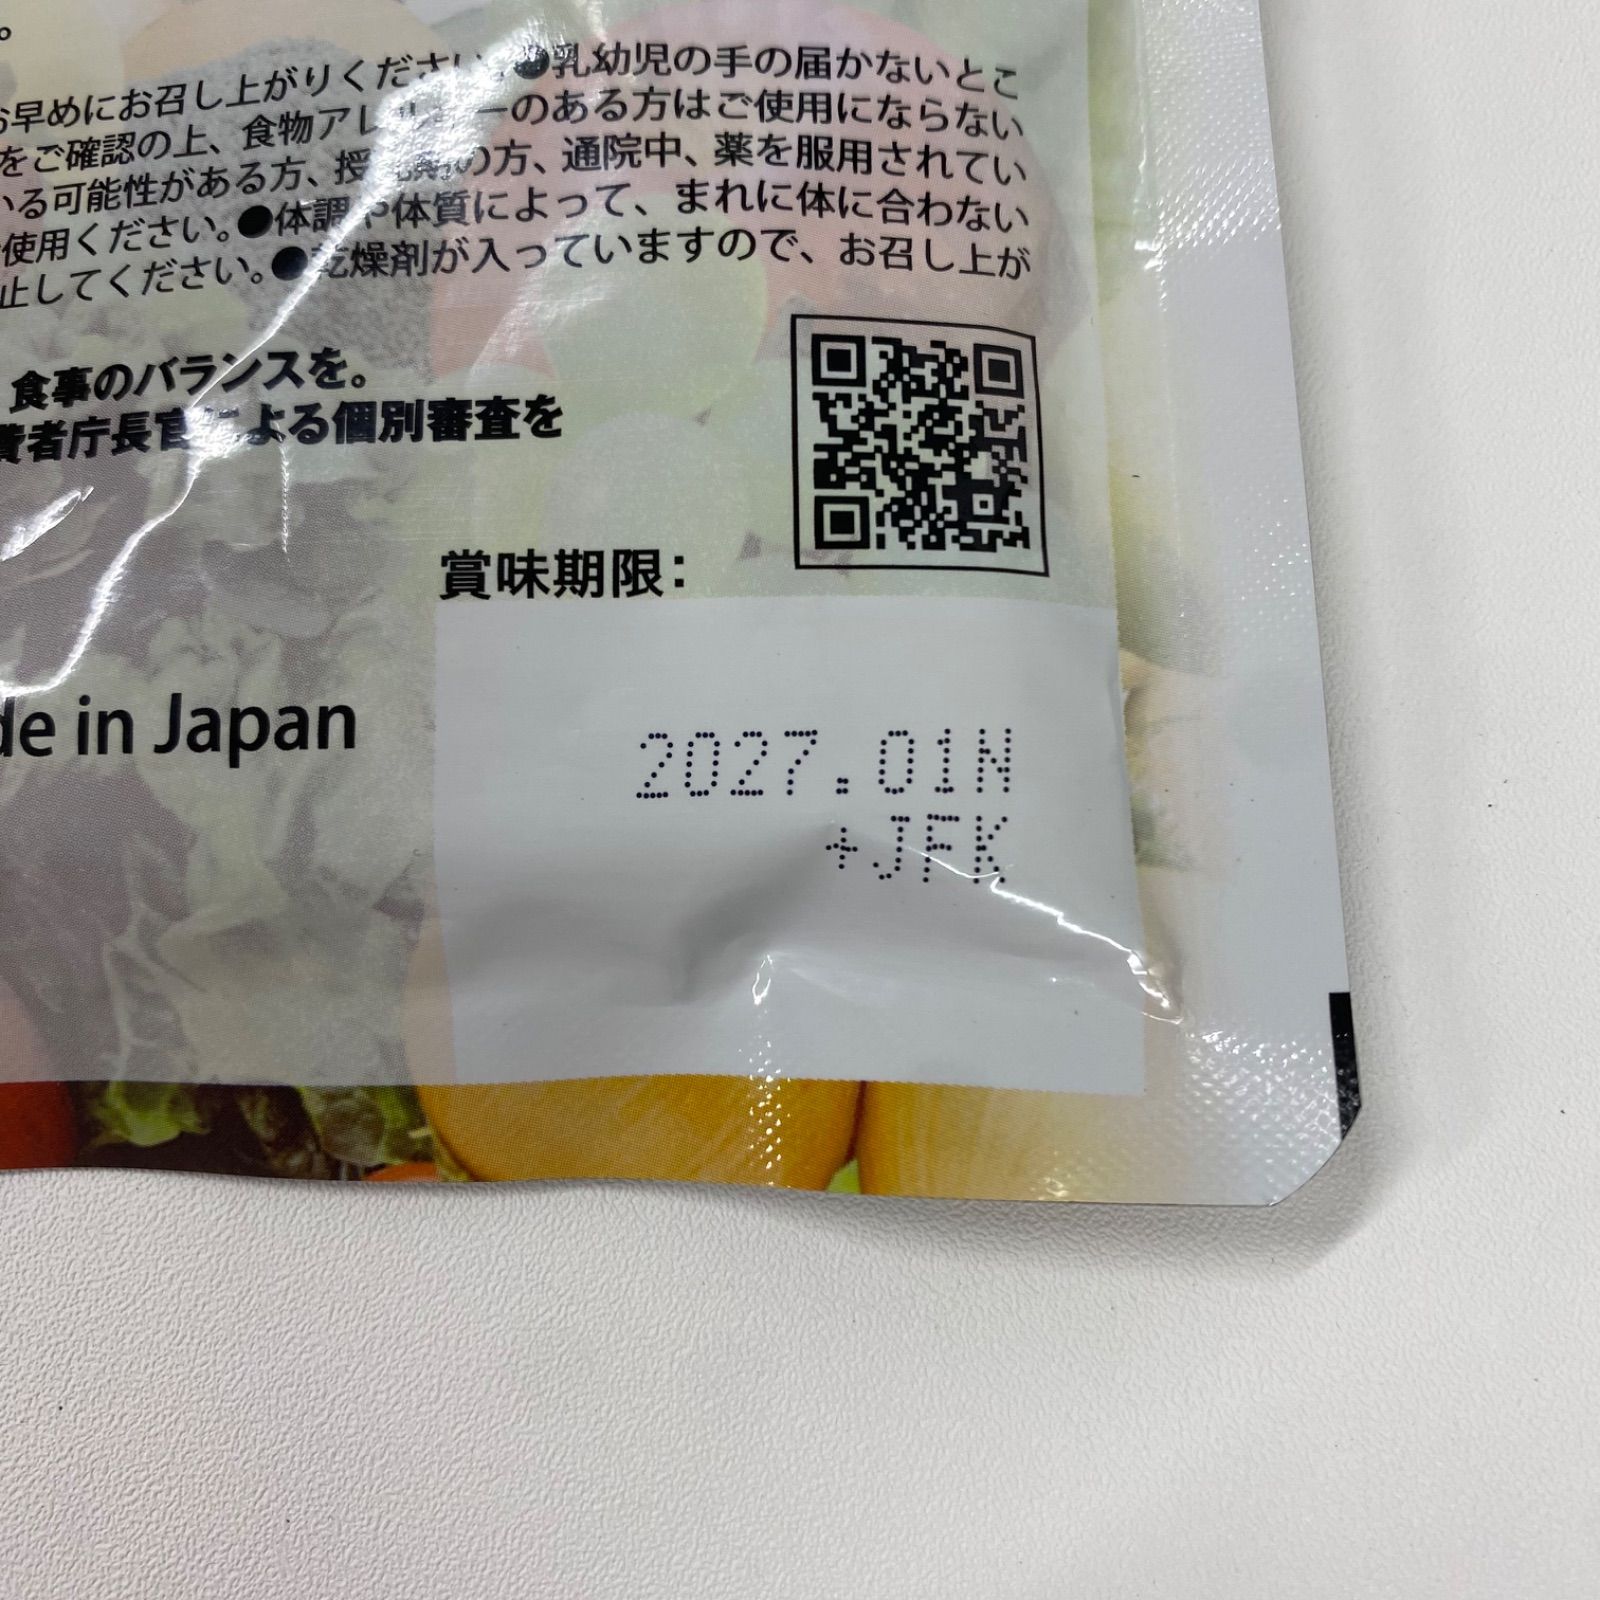 。
お早めにお召し上がりください。●乳幼児の手の届かないとこ
をご確認の上、食物アレルギーのある方はご使用にならない
いる可能性がある方、授乳期の方、通院中、薬を服用されてい
使用ください。●体調や体質によって、まれに体に合わない
止してください。●乾燥剤が入っていますので、お召し上が
食事のバランスを。
費者庁長官による個別審査を
賞味期限：
de in Japan
2027.01N
+JFK